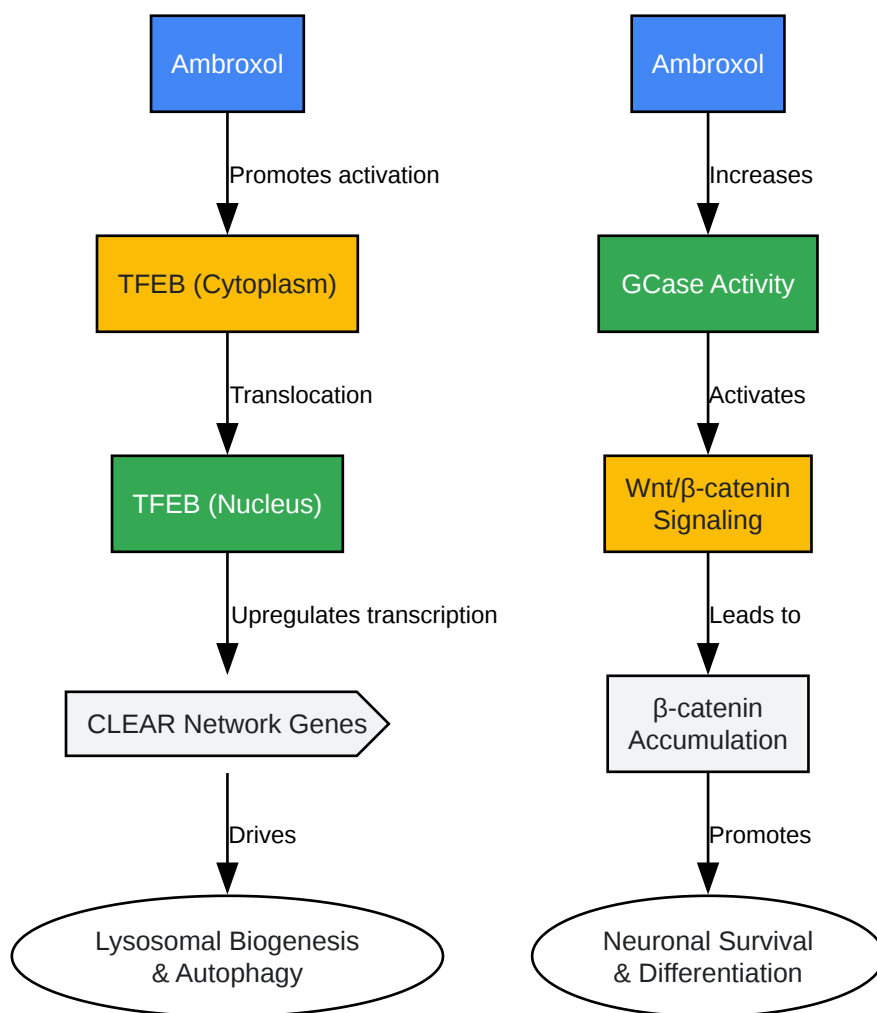 Ambroxol
Promotes activation
TFEB (Cytoplasm)
Translocation
TFEB (Nucleus)
Upregulates transcription
CLEAR Network Genes
Drives
Lysosomal Biogenesis
& Autophagy
Ambroxol
Increases
GCase Activity
Activates
Wnt/β-catenin
Signaling
Leads to
β-catenin
Accumulation
Promotes
Neuronal Survival
& Differentiation